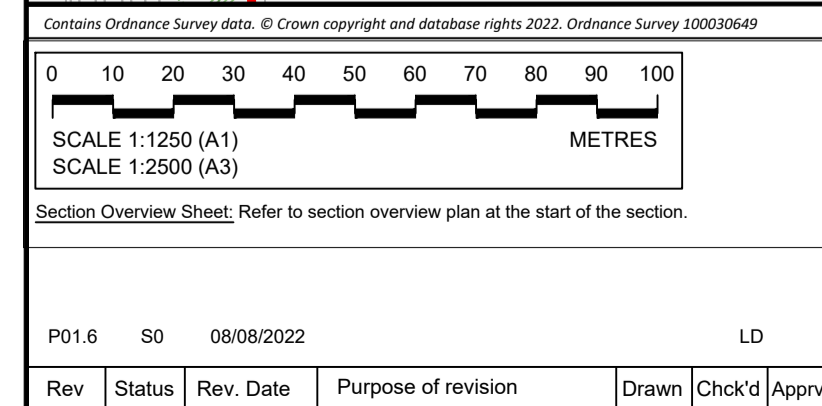 Contains Ordnance Survey data. © Crown copyright and database rights 2022. Ordnance Survey 100030649
0 10 20 30 40 50 60 70 80 90 100
SCALE 1:1250 (A1) METRES
SCALE 1:2500 (A3)
Section Overview Sheet: Refer to section overview plan at the start of the section.
P01.6 S0 08/08/2022 LD
Rev Status Rev. Date Purpose of revision Drawn Chck'd Apprv